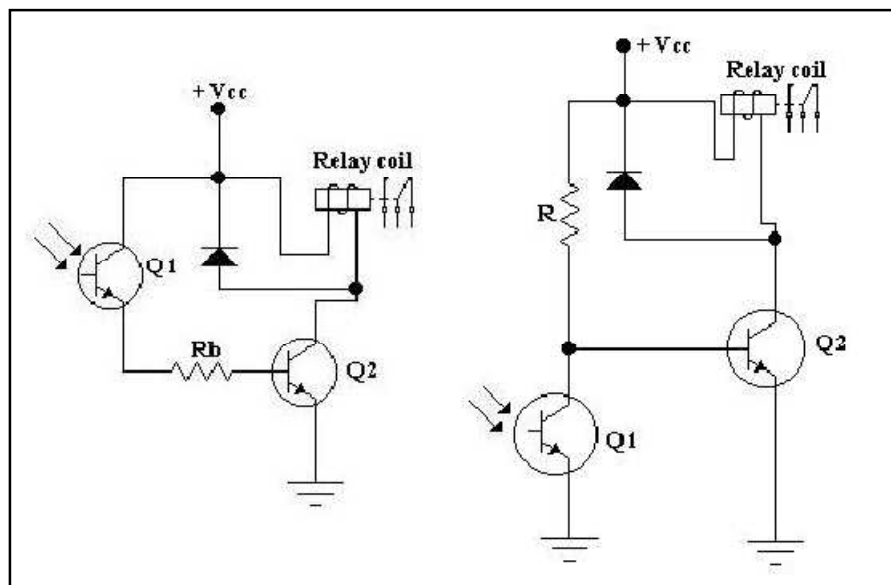 + Vcc
Relay coil
Q1
Rb
Q2
+ Vcc
Relay coil
R
Q2
Q1